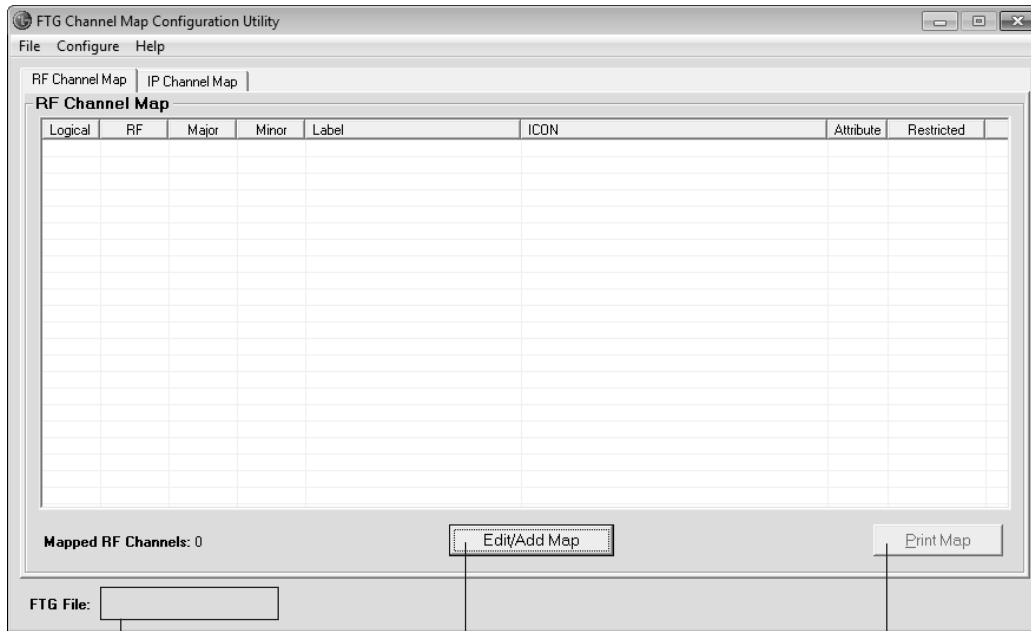 FTG Channel Map Configuration Utility
File Configure Help
RF Channel Map IP Channel Map
RF Channel Map
Logical RF Major Minor Label ICON Attribute Restricted
Mapped RF Channels: 0 Edit/Add Map Print Map
FTG File: